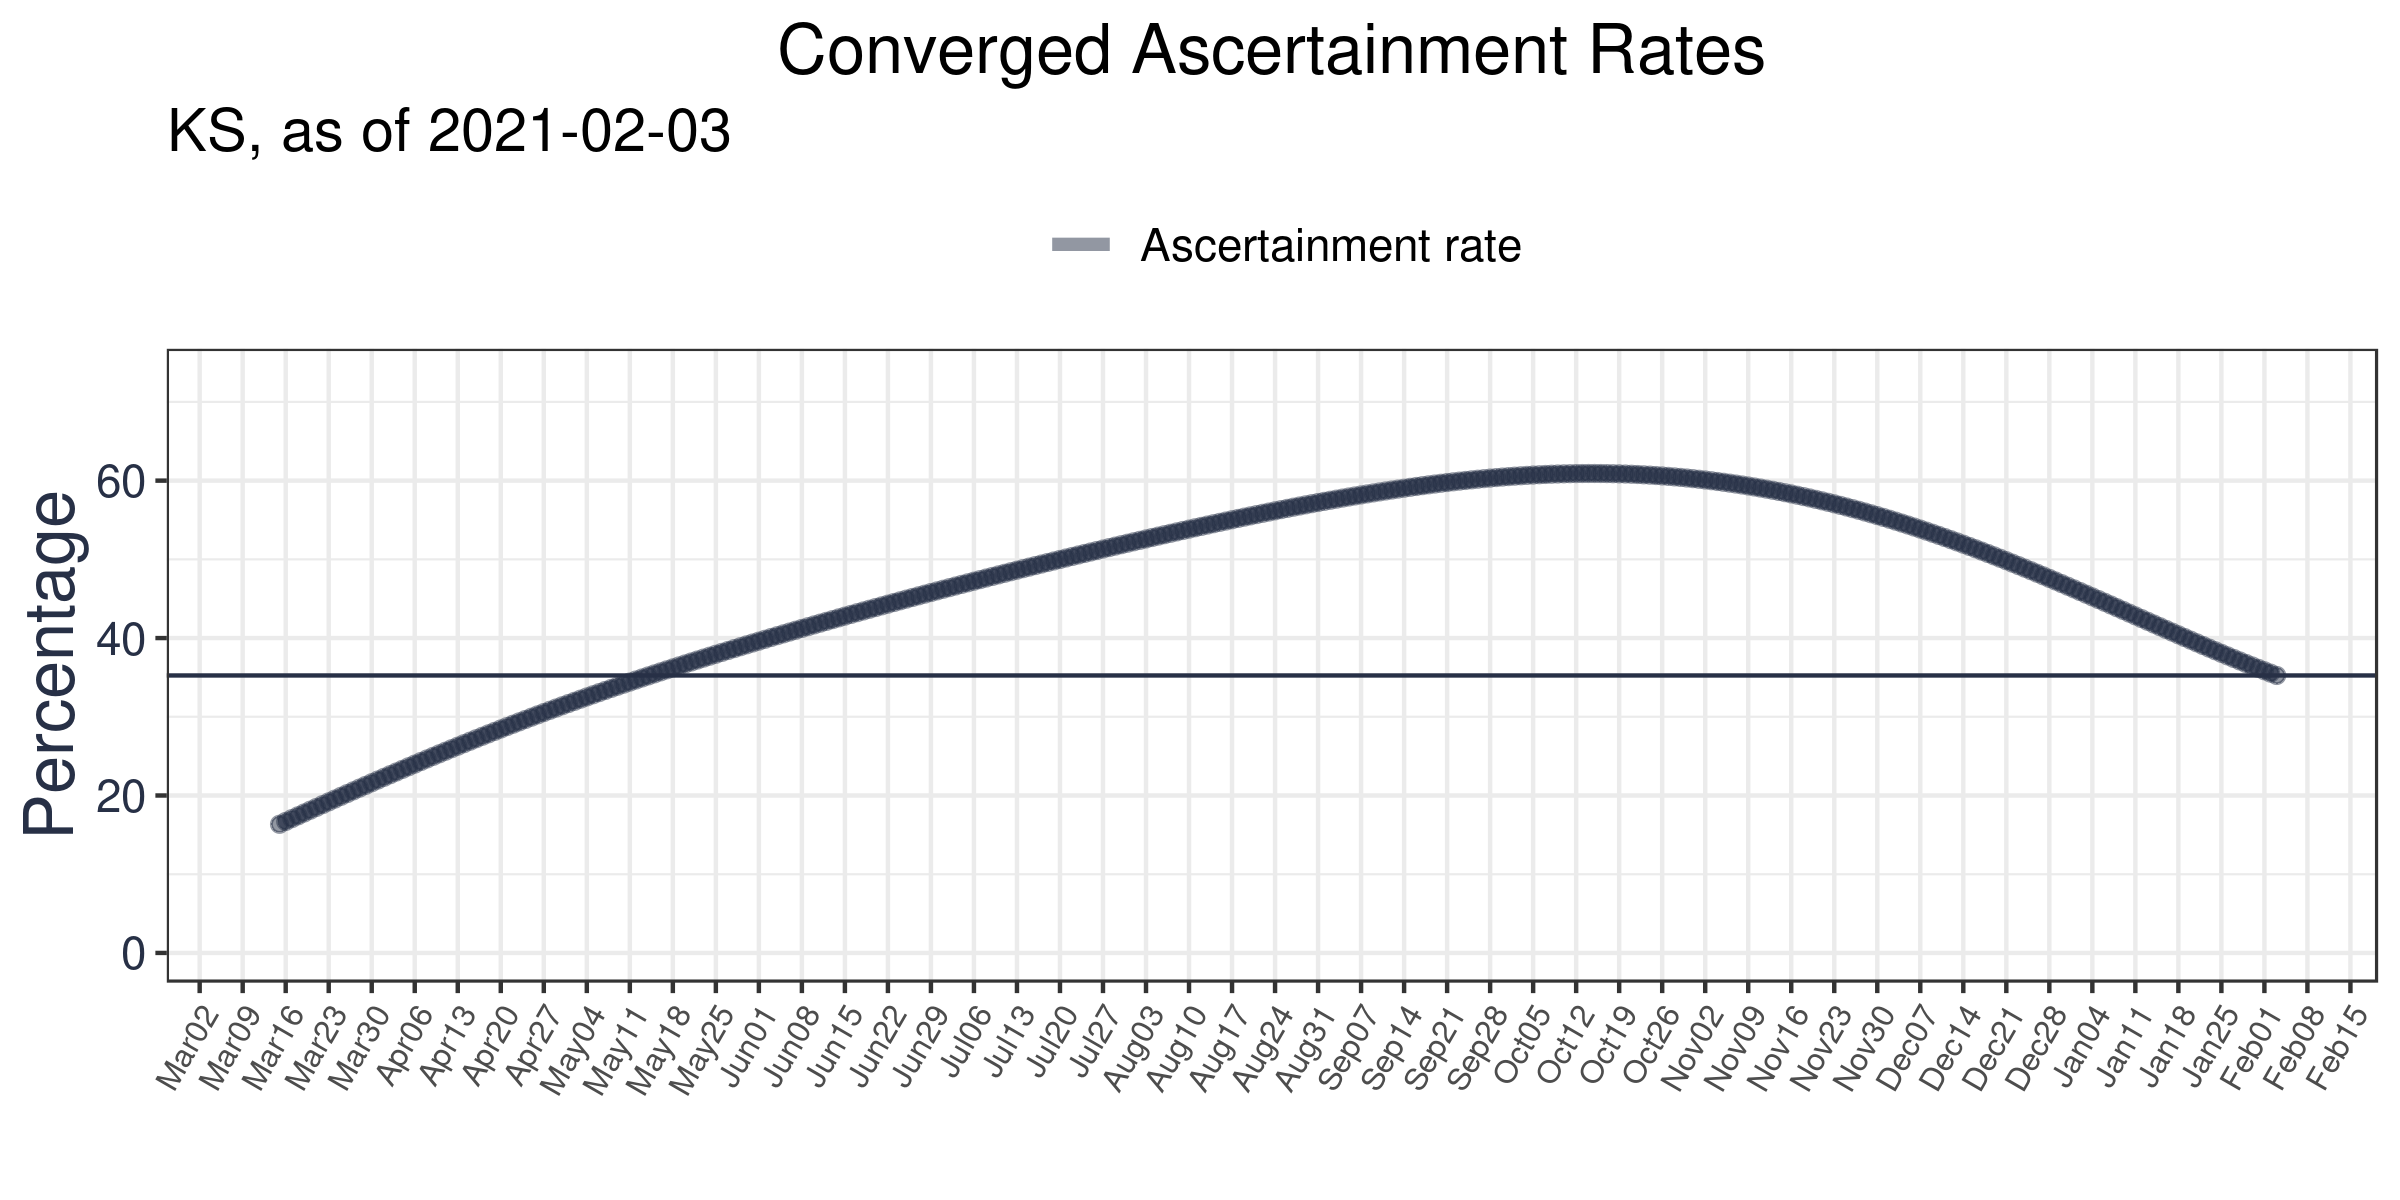 Converged Ascertainment Rates
KS, as of 2021-02-03
Ascertainment rate
Percentage
60
40
20
0
Mar02 Mar09 Mar16 Mar23 Mar30 Apr06 Apr13 Apr20 Apr27 May04 May11 May18 May25 Jun01 Jun08 Jun15 Jun22 Jun29 Jul06 Jul13 Jul20 Jul27 Aug03 Aug10 Aug17 Aug24 Aug31 Sep07 Sep14 Sep21 Sep28 Oct05 Oct12 Oct19 Oct26 Nov02 Nov09 Nov16 Nov23 Nov30 Dec07 Dec14 Dec21 Dec28 Jan04 Jan11 Jan18 Jan25 Feb01 Feb08 Feb15